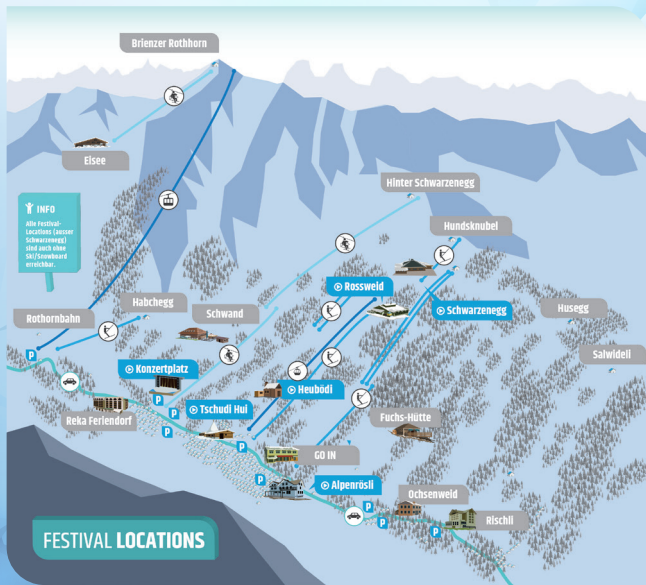 Brienzer Rothhorn
Eisee
Hinter Schwarzenegg
INFO
Alle Festival-
Locations (ausser
Schwarzenegg)
sind auch ohne
Ski/Snowboard
erreichbar.
Hundsknubel
Rossweid
Habchegg
Rothornbahn
Schwand
Schwarzenegg
Husegg
P
Salwideli
Konzertplatz
Heubödi
P
Tschudi Hui
P
Reka Feriendorf
Fuchs-Hütte
P
P
GO IN
P
Alpenrösli
Ochsenweid
P
Rischli
P
P
FESTIVAL LOCATIONS